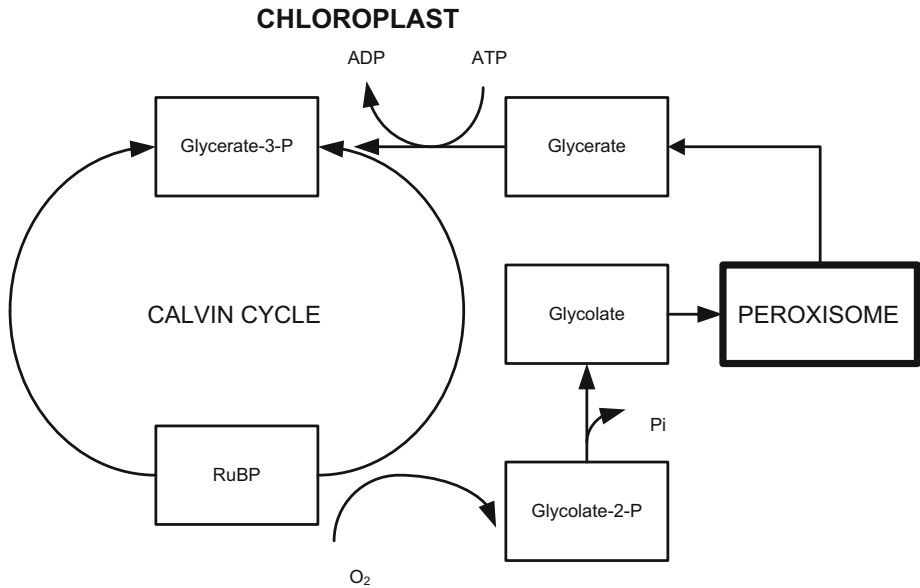 CHLOROPLAST
ADP
ATP
Glycerate-3-P
Glycerate
CALVIN CYCLE
Glycolate
PEROXISOME
Pi
RuBP
Glycolate-2-P
O₂